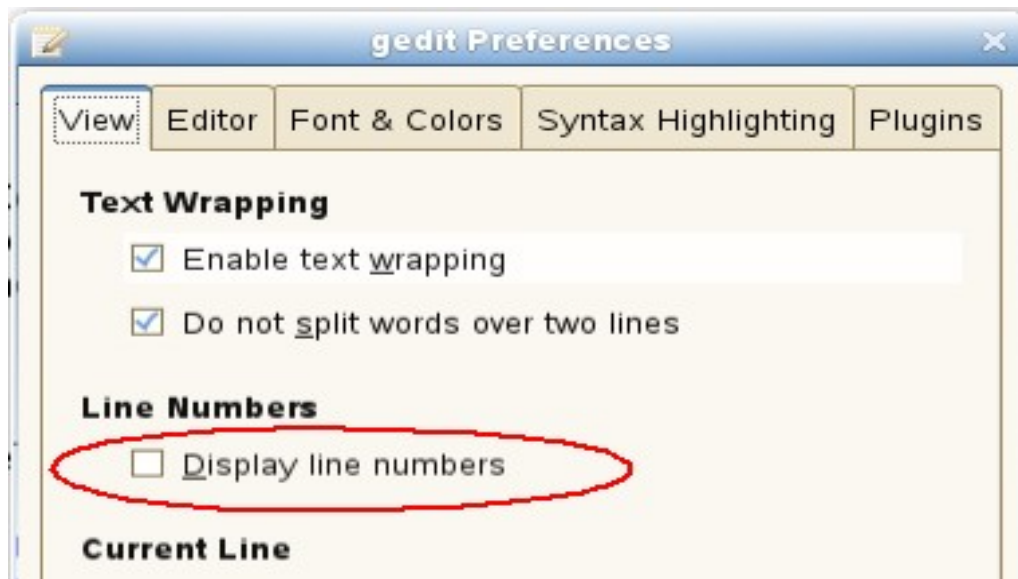 gedit Preferences
View Editor Font & Colors Syntax Highlighting Plugins
Text Wrapping
Enable text wrapping
Do not split words over two lines
Line Numbers
Display line numbers
Current Line